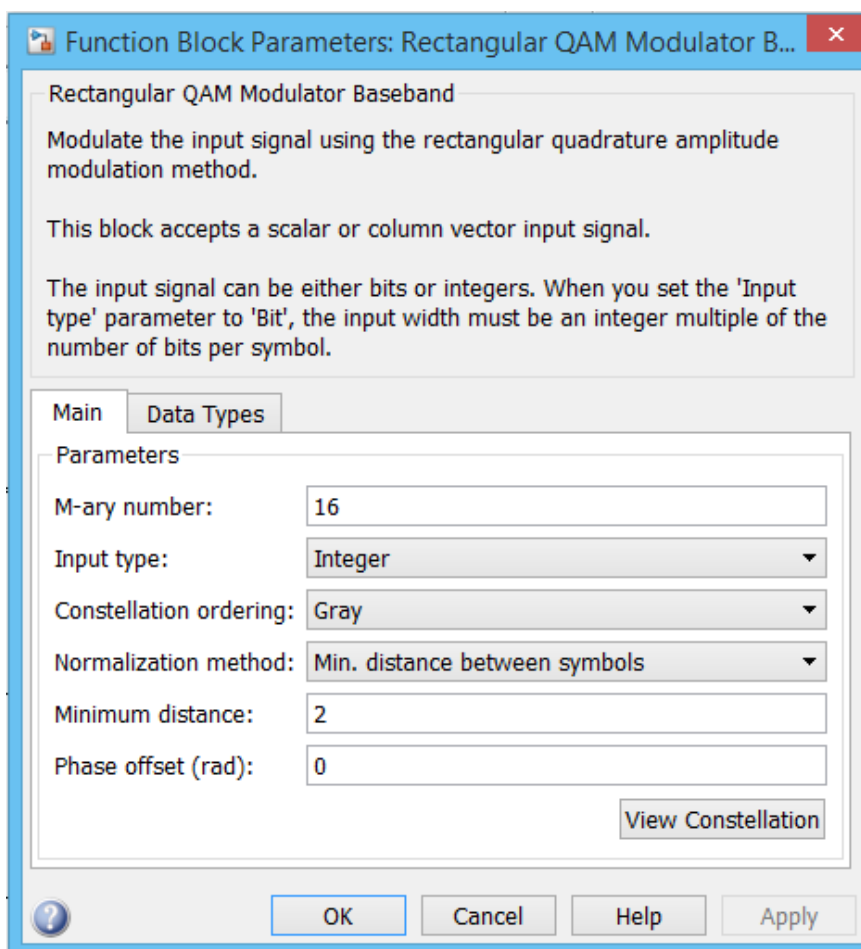 Function Block Parameters: Rectangular QAM Modulator B...
Rectangular QAM Modulator Baseband
Modulate the input signal using the rectangular quadrature amplitude
modulation method.
This block accepts a scalar or column vector input signal.
The input signal can be either bits or integers. When you set the 'Input
type' parameter to 'Bit', the input width must be an integer multiple of the
number of bits per symbol.
Main Data Types
Parameters
M-ary number: 16
Input type: Integer
Constellation ordering: Gray
Normalization method: Min. distance between symbols
Minimum distance: 2
Phase offset (rad): 0
View Constellation
OK Cancel Help Apply